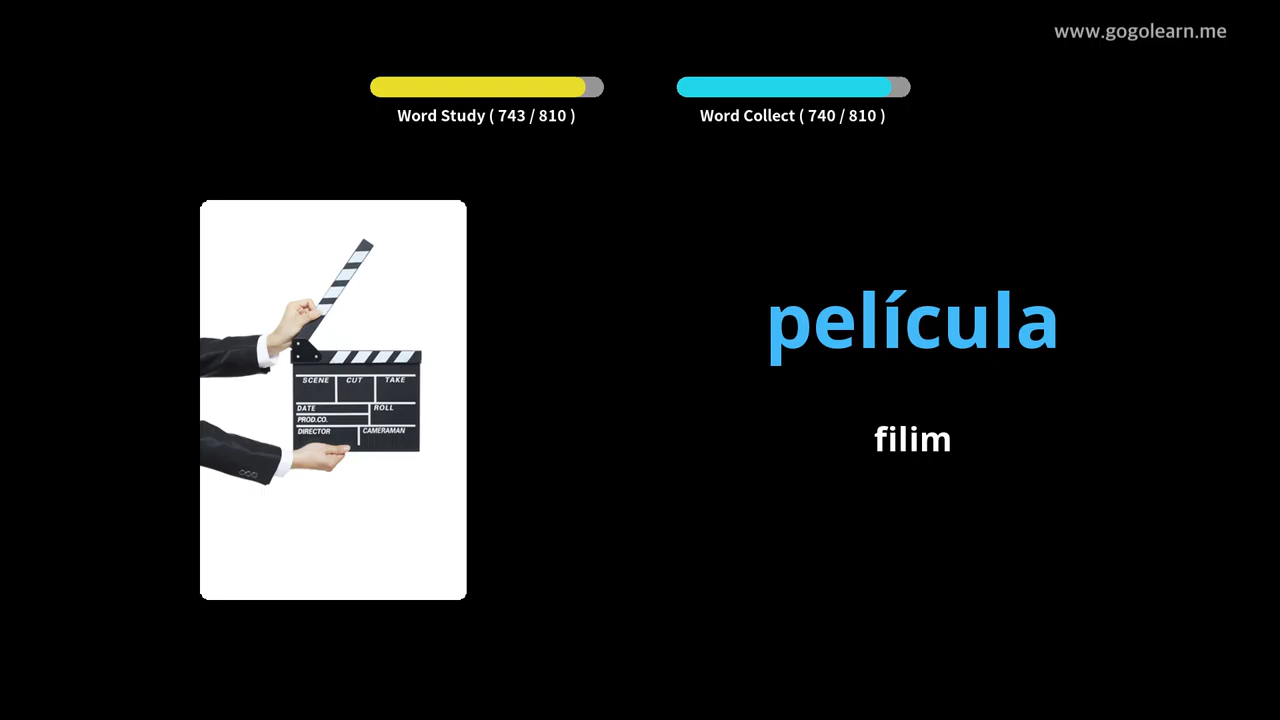 www.gogolearn.me
Word Study ( 743 / 810 )
Word Collect ( 740 / 810 )
SCENE CUT TAKE
DATE ROLL
PROD.CO.
DIRECTOR CAMERAMAN
película
filim